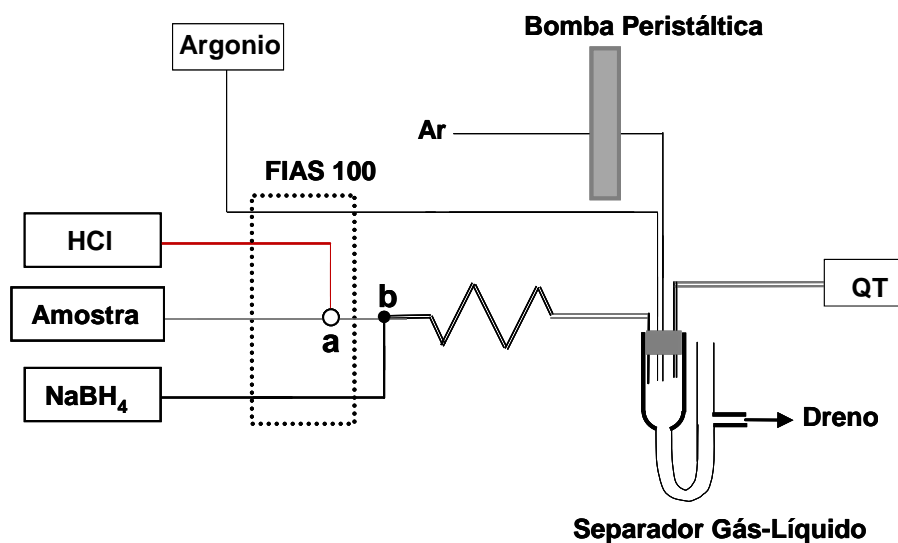 Bomba Peristáltica
Argonio
Ar
FIAS 100
HCl
Amostra
a
b
NaBH₄
QT
Dreno
Separador Gás-Líquido